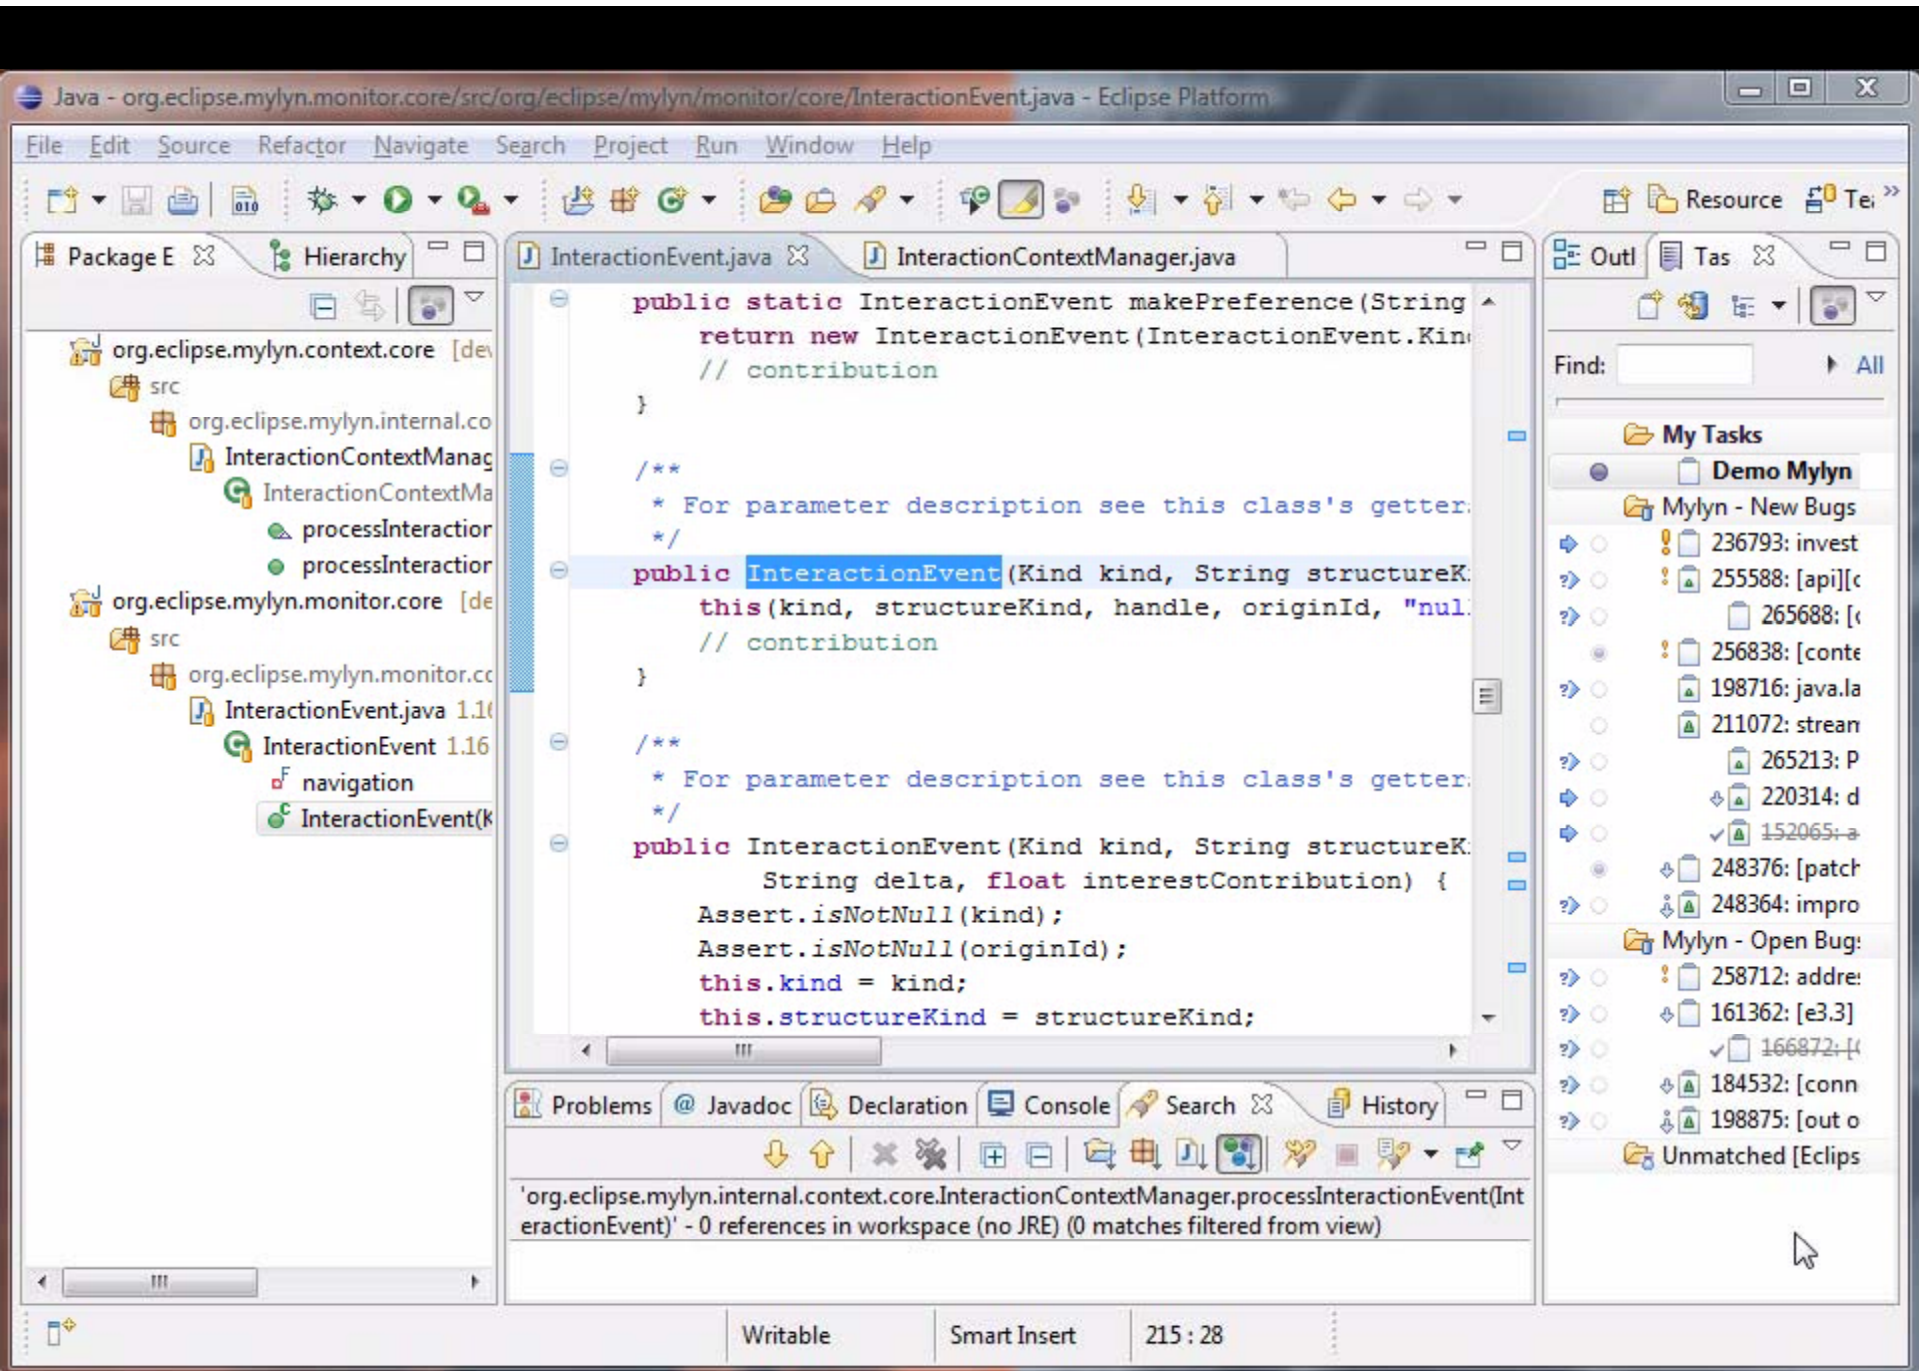 Java - org.eclipse.mylyn.monitor.core/src/org/eclipse/mylyn/monitor/core/InteractionEvent.java - Eclipse Platform
File Edit Source Refactor Navigate Search Project Run Window Help
Resource Tea
Package E Hierarchy
org.eclipse.mylyn.context.core [dev
src
org.eclipse.mylyn.internal.co
InteractionContextManag
InteractionContextMa
processInteraction
processInteraction
org.eclipse.mylyn.monitor.core [de
src
org.eclipse.mylyn.monitor.co
InteractionEvent.java 1.16
InteractionEvent 1.16
navigation
InteractionEvent(K
InteractionEvent.java InteractionContextManager.java
public static InteractionEvent makePreference(String
return new InteractionEvent(InteractionEvent.Kin
// contribution
}
/**
* For parameter description see this class's getter
*/
public InteractionEvent(Kind kind, String structureK
this(kind, structureKind, handle, originId, "nul
// contribution
}
/**
* For parameter description see this class's getter
*/
public InteractionEvent(Kind kind, String structureK
String delta, float interestContribution) {
Assert.isNotNull(kind);
Assert.isNotNull(originId);
this.kind = kind;
this.structureKind = structureKind;
Problems Javadoc Declaration Console Search History
'org.eclipse.mylyn.internal.context.core.InteractionContextManager.processInteractionEvent(Int
eractionEvent)' - 0 references in workspace (no JRE) (0 matches filtered from view)
Outl Tas
Find: All
My Tasks
Demo Mylyn
Mylyn - New Bugs
236793: invest
255588: [api][c
265688: [c
256838: [conte
198716: java.la
211072: stream
265213: P
220314: d
152065: a
248376: [patch
248364: impro
Mylyn - Open Bugs
258712: addres
161362: [e3.3]
166872: [C
184532: [conn
198875: [out o
Unmatched [Eclips
Writable Smart Insert 215 : 28